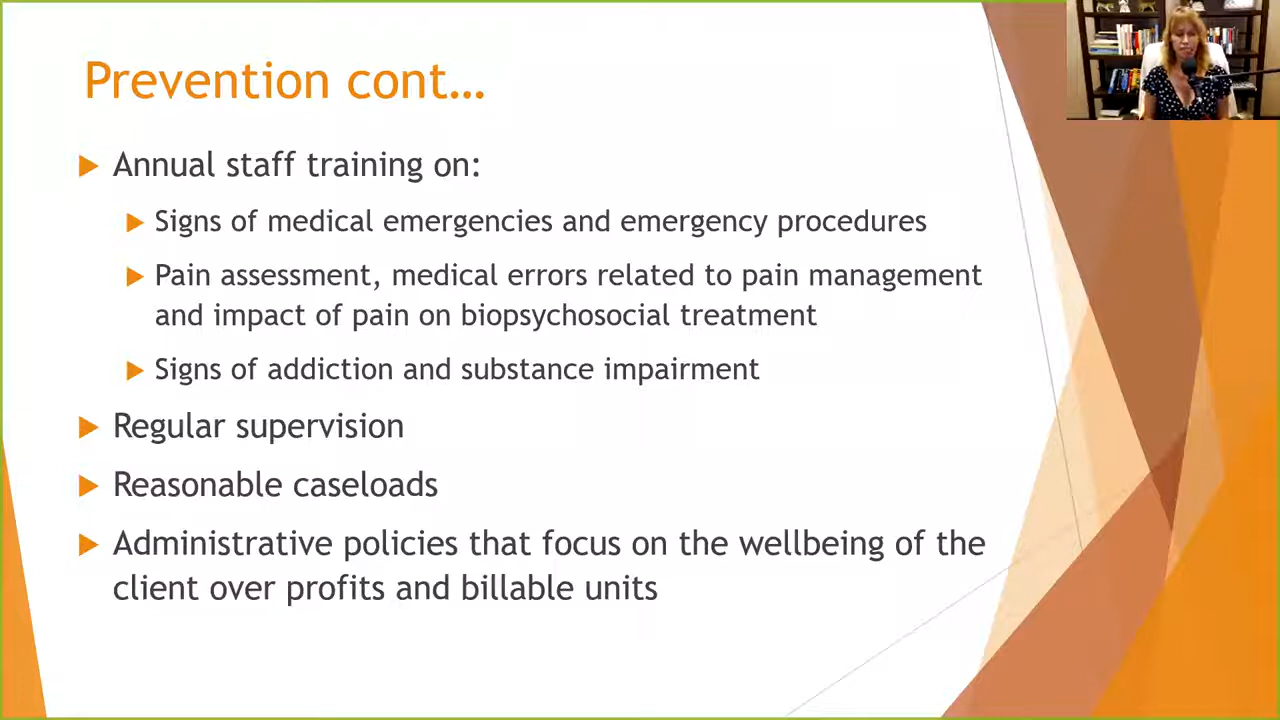 Prevention cont…
Annual staff training on:
Signs of medical emergencies and emergency procedures
Pain assessment, medical errors related to pain management
and impact of pain on biopsychosocial treatment
Signs of addiction and substance impairment
Regular supervision
Reasonable caseloads
Administrative policies that focus on the wellbeing of the
client over profits and billable units